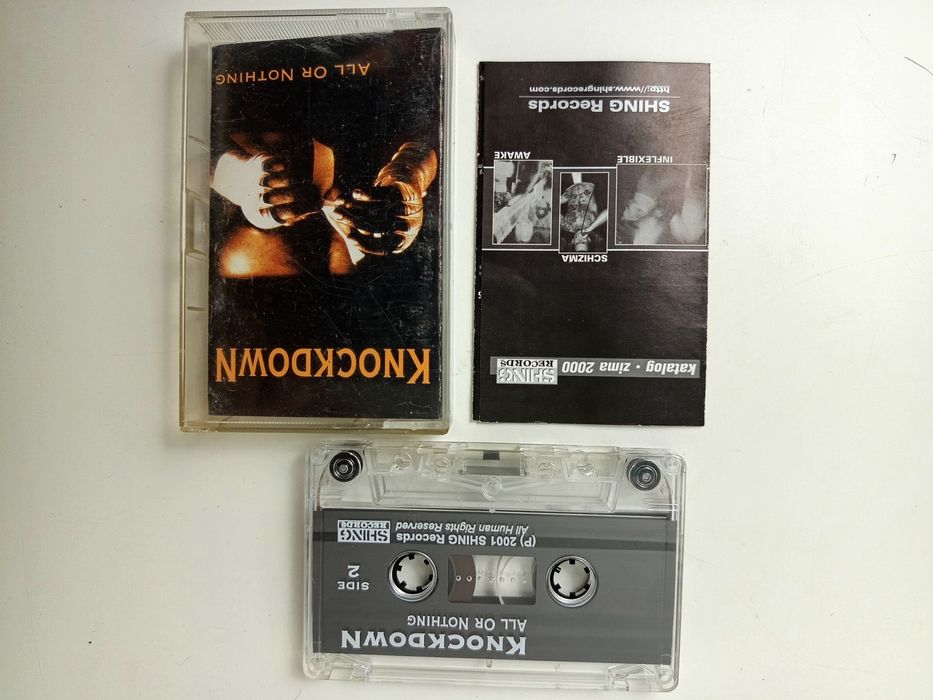 KNOCKDOWN
ALL OR NOTHING
katalog · zima 2000
SHING
RECORDS
SCHIZMA
INFLEXIBLE
AWAKE
SHING Records
http://www.shingrecords.com
KNOCKDOWN
ALL OR NOTHING
SIDE
2
(P) 2001 SHING Records
All Human Rights Reserved
SHING
RECORDS